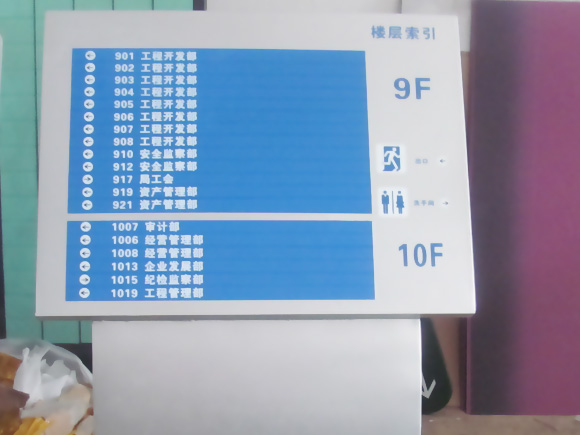 楼层索引
901 工程开发部
902 工程开发部
903 工程开发部
904 工程开发部
905 工程开发部
906 工程开发部
907 工程开发部
908 工程开发部
910 安全监察部
912 安全监察部
917 局工会
919 资产管理部
921 资产管理部
9F
洗手间
1007 审计部
1006 经营管理部
1008 经营管理部
1013 企业发展部
1015 纪检监察部
1019 工程管理部
10F